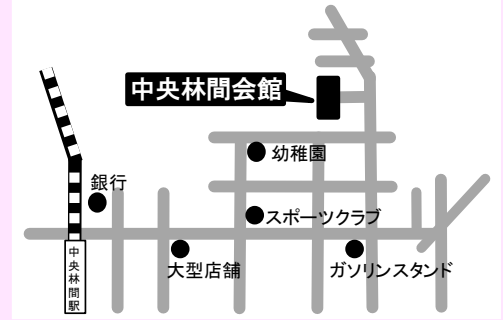 中央林間会館
幼稚園
銀行
スポーツクラブ
中央林間駅
大型店舗
ガソリンスタンド